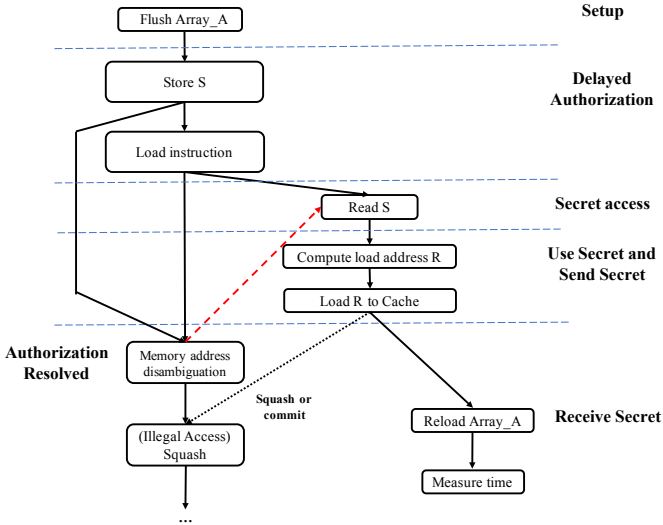 Flush Array_A
Setup
Store S
Delayed
Authorization
Load instruction
Read S
Secret access
Compute load address R
Use Secret and
Send Secret
Load R to Cache
Authorization
Resolved
Memory address
disambiguation
Squash or
commit
Reload Array_A
Receive Secret
(Illegal Access)
Squash
Measure time
...